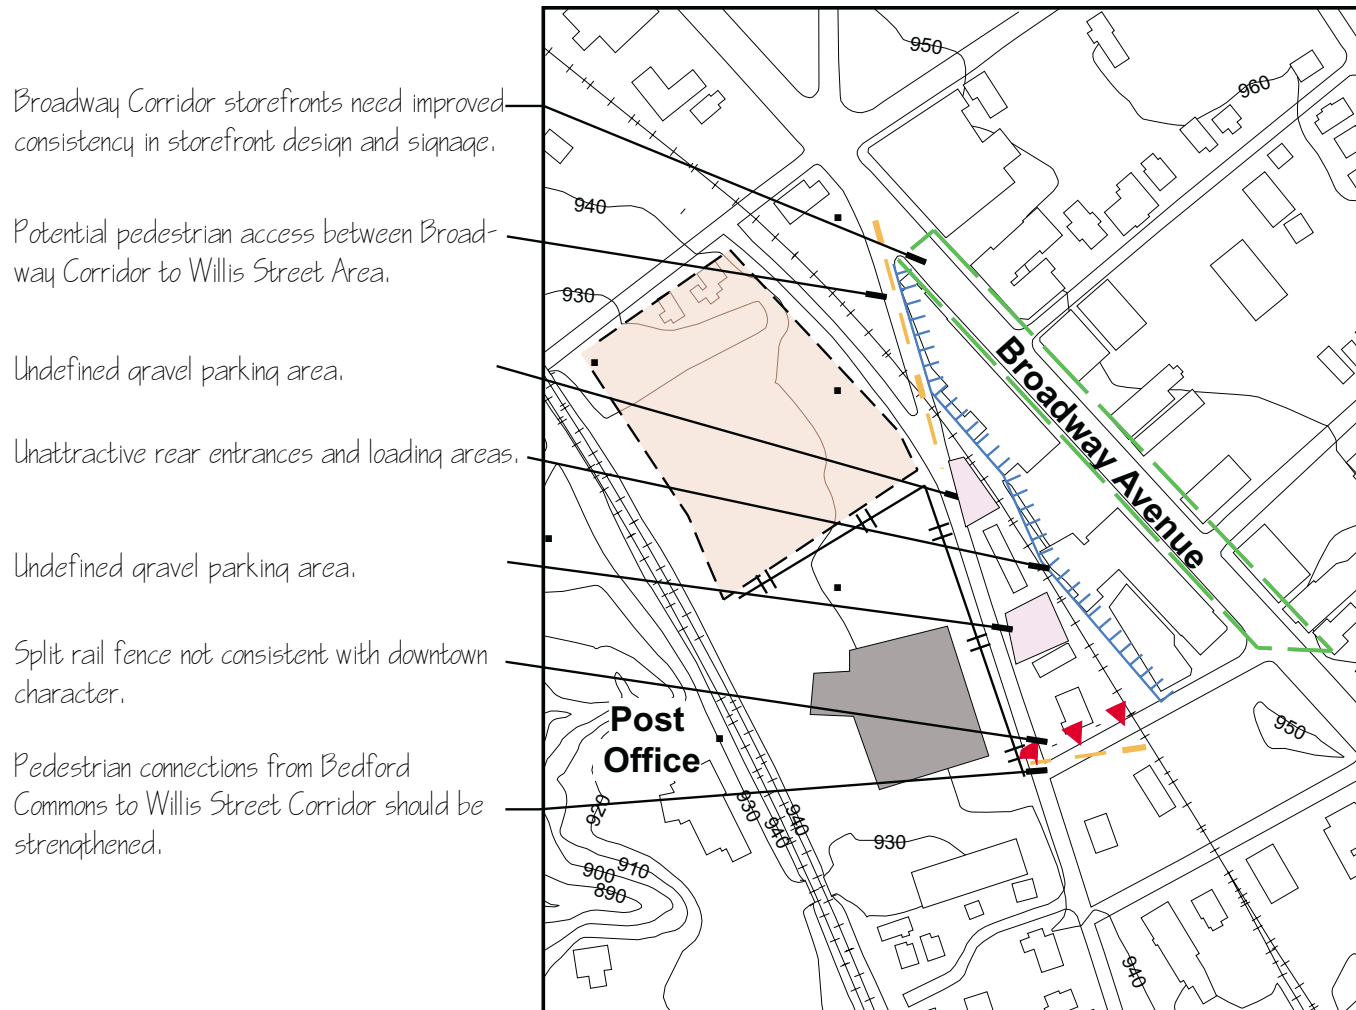 Broadway Corridor storefronts need improved
consistency in storefront design and signage.
Potential pedestrian access between Broad-
way Corridor to Willis Street Area.
Undefined gravel parking area.
Unattractive rear entrances and loading areas.
Undefined gravel parking area.
Split rail fence not consistent with downtown
character.
Pedestrian connections from Bedford
Commons to Willis Street Corridor should be
strengthened.
950
960
940
930
Broadway Avenue
Post
Office
950
920
930
940
940
930
910
900
890
940